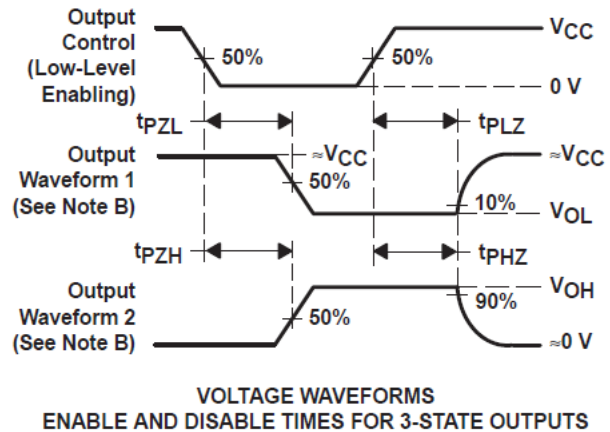 Output
Control
(Low-Level
Enabling)
50%
50%
VCC
0 V
tPZL
tPLZ
Output
Waveform 1
(See Note B)
≈VCC
50%
≈VCC
10%
VOL
tPZH
tPHZ
Output
Waveform 2
(See Note B)
50%
VOH
90%
≈0 V
VOLTAGE WAVEFORMS
ENABLE AND DISABLE TIMES FOR 3-STATE OUTPUTS